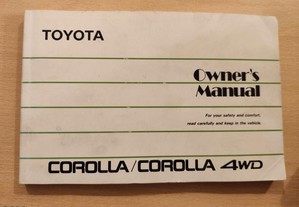 TOYOTA
Owner's
Manual
For your safety and comfort,
read carefully and keep in the vehicle.
COROLLA/COROLLA 4WD